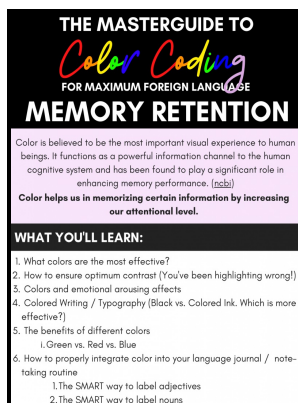 THE MASTERGUIDE TO
Color Coding
FOR MAXIMUM FOREIGN LANGUAGE
MEMORY RETENTION
Color is believed to be the most important visual experience to human
beings. It functions as a powerful information channel to the human
cognitive system and has been found to play a significant role in
enhancing memory performance. (ncbi)
Color helps us in memorizing certain information by increasing
our attentional level.
WHAT YOU'LL LEARN:
1. What colors are the most effective?
2. How to ensure optimum contrast (You've been highlighting wrong!)
3. Colors and emotional arousing affects
4. Colored Writing / Typography (Black vs. Colored Ink. Which is more
effective?)
5. The benefits of different colors
i. Green vs. Red vs. Blue
6. How to properly integrate color into your language journal / note-
taking routine
1. The SMART way to label adjectives
2. The SMART way to label nouns